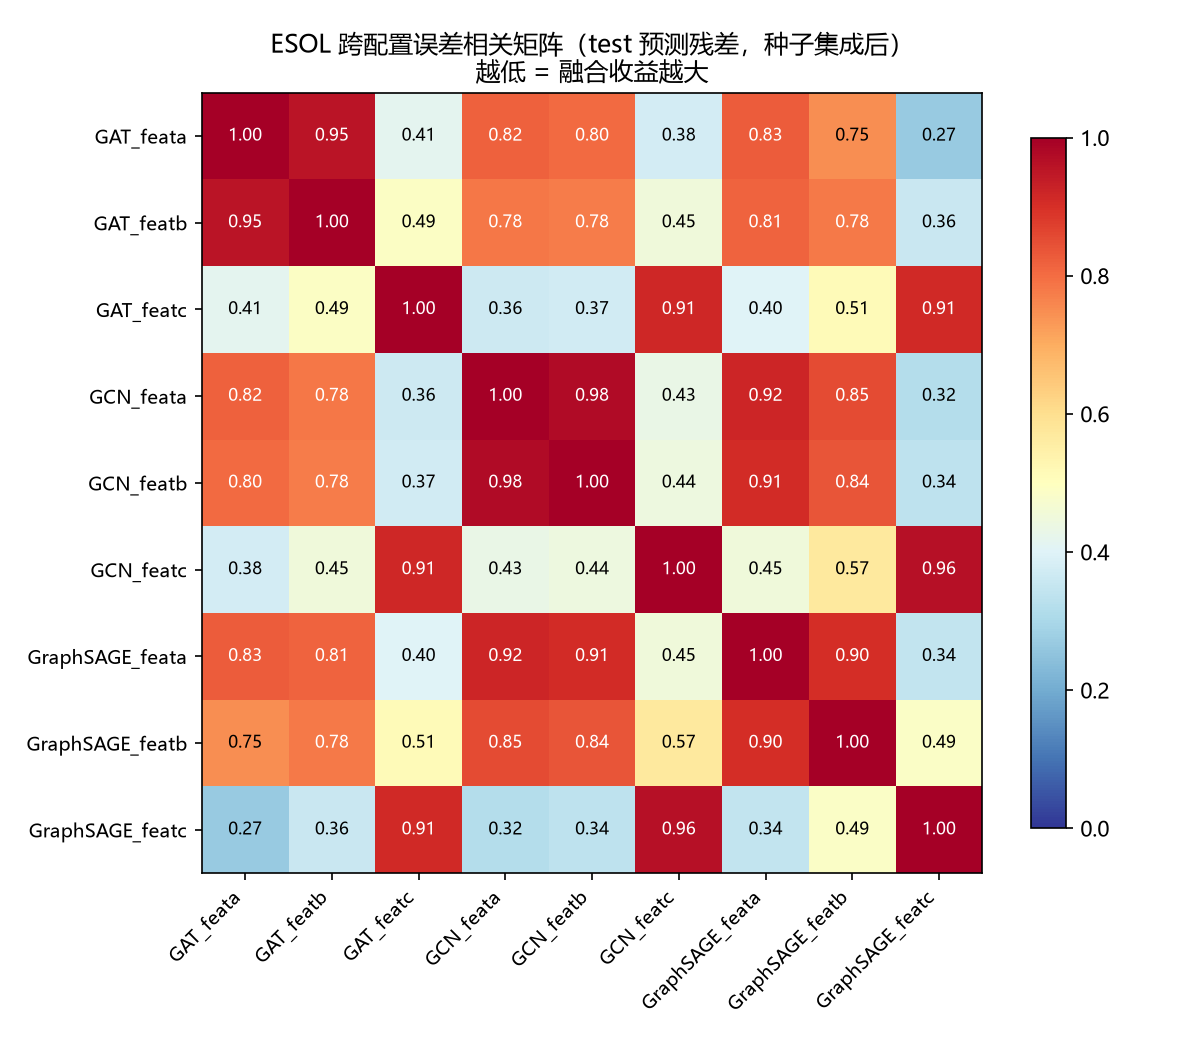 ESOL 跨配置误差相关矩阵（test 预测残差，种子集成后）
越低 = 融合收益越大
GAT_feata 1.00 0.95 0.41 0.82 0.80 0.38 0.83 0.75 0.27
GAT_featb 0.95 1.00 0.49 0.78 0.78 0.45 0.81 0.78 0.36
GAT_featc 0.41 0.49 1.00 0.36 0.37 0.91 0.40 0.51 0.91
GCN_feata 0.82 0.78 0.36 1.00 0.98 0.43 0.92 0.85 0.32
GCN_featb 0.80 0.78 0.37 0.98 1.00 0.44 0.91 0.84 0.34
GCN_featc 0.38 0.45 0.91 0.43 0.44 1.00 0.45 0.57 0.96
GraphSAGE_feata 0.83 0.81 0.40 0.92 0.91 0.45 1.00 0.90 0.34
GraphSAGE_featb 0.75 0.78 0.51 0.85 0.84 0.57 0.90 1.00 0.49
GraphSAGE_featc 0.27 0.36 0.91 0.32 0.34 0.96 0.34 0.49 1.00
GAT_feata
GAT_featb
GAT_featc
GCN_feata
GCN_featb
GCN_featc
GraphSAGE_feata
GraphSAGE_featb
GraphSAGE_featc
1.0
0.8
0.6
0.4
0.2
0.0